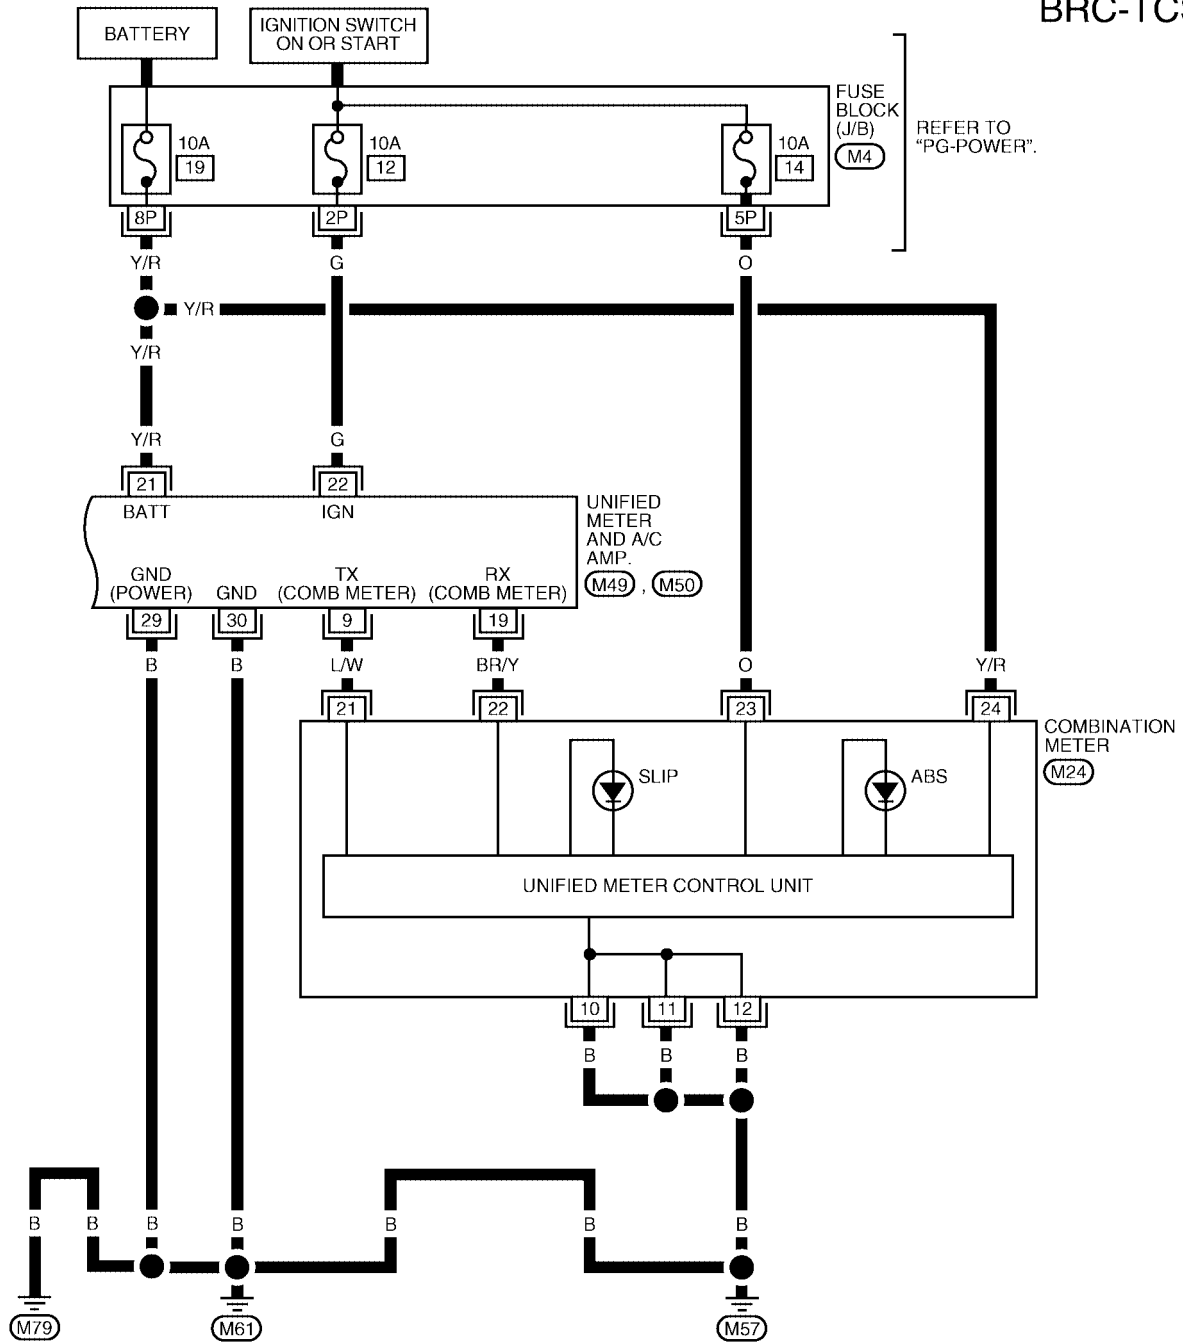 BRC-TCS
BATTERY
IGNITION SWITCH
ON OR START
FUSE
BLOCK
(J/B)
M4
REFER TO
“PG-POWER”.
10A
19
10A
12
10A
14
8P
2P
5P
Y/R
G
O
Y/R
Y/R
Y/R
G
21
22
BATT
IGN
UNIFIED
METER
AND A/C
AMP.
M49 , M50
GND
(POWER)
GND
TX
(COMB METER)
RX
(COMB METER)
29
30
9
19
B
B
L/W
BR/Y
O
Y/R
21
22
23
24
COMBINATION
METER
M24
SLIP
ABS
UNIFIED METER CONTROL UNIT
10
11
12
B
B
B
B
B
B
B
B
B
B
M79
M61
M57